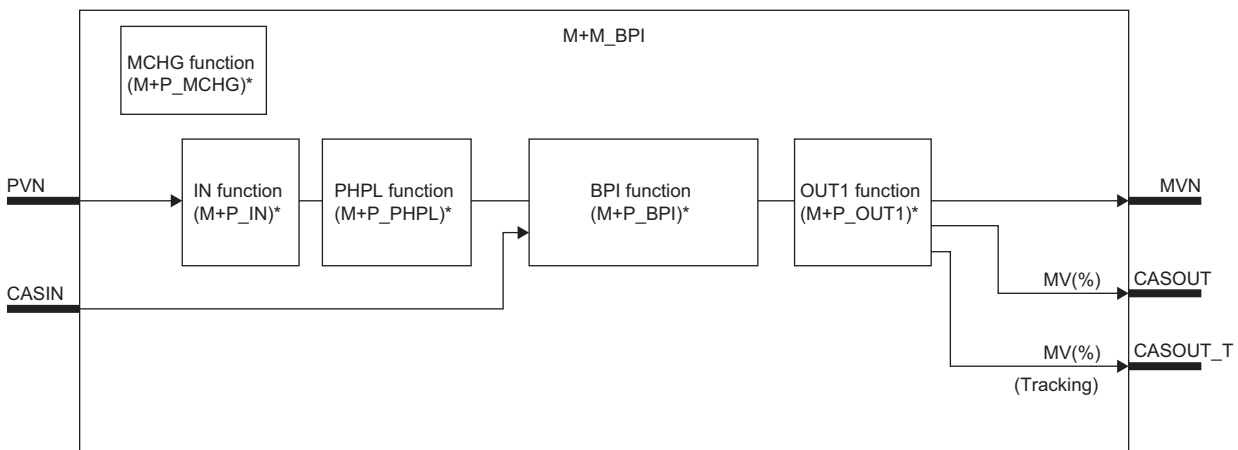 M+M_BPI
MCHG function
(M+P_MCHG)*
PVN
IN function
(M+P_IN)*
PHPL function
(M+P_PHPL)*
BPI function
(M+P_BPI)*
OUT1 function
(M+P_OUT1)*
MVN
CASIN
MV(%)
CASOUT
MV(%)
(Tracking)
CASOUT_T